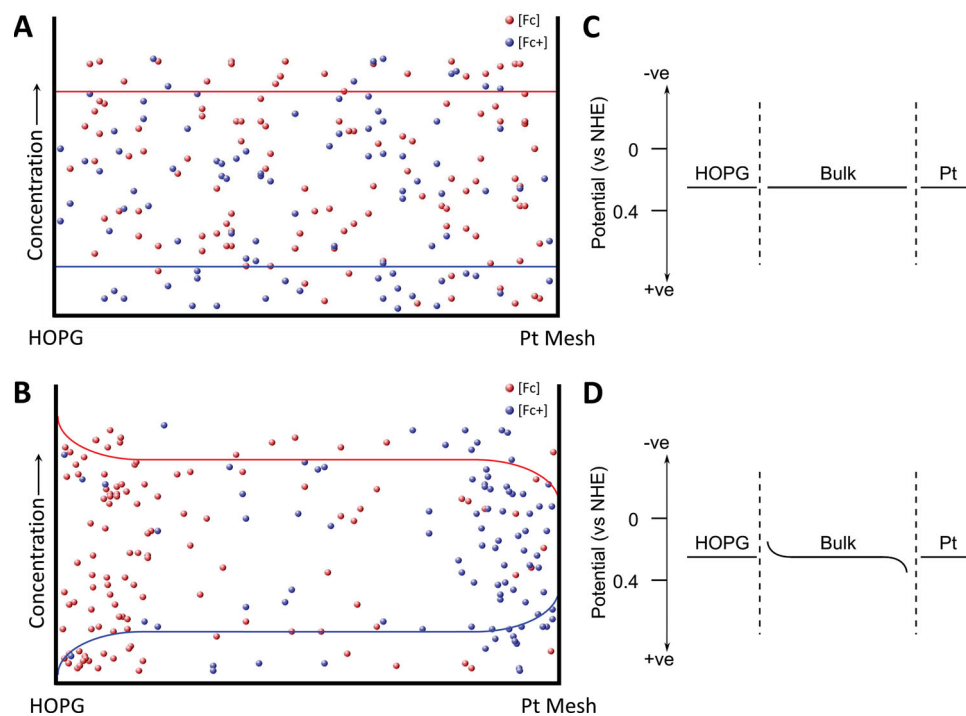 A
[Fc]
[Fc+]
Concentration
HOPG
Pt Mesh
C
-ve
Potential (vs NHE)
0
0.4
+ve
HOPG
Bulk
Pt
B
[Fc]
[Fc+]
Concentration
HOPG
Pt Mesh
D
-ve
Potential (vs NHE)
0
0.4
+ve
HOPG
Bulk
Pt